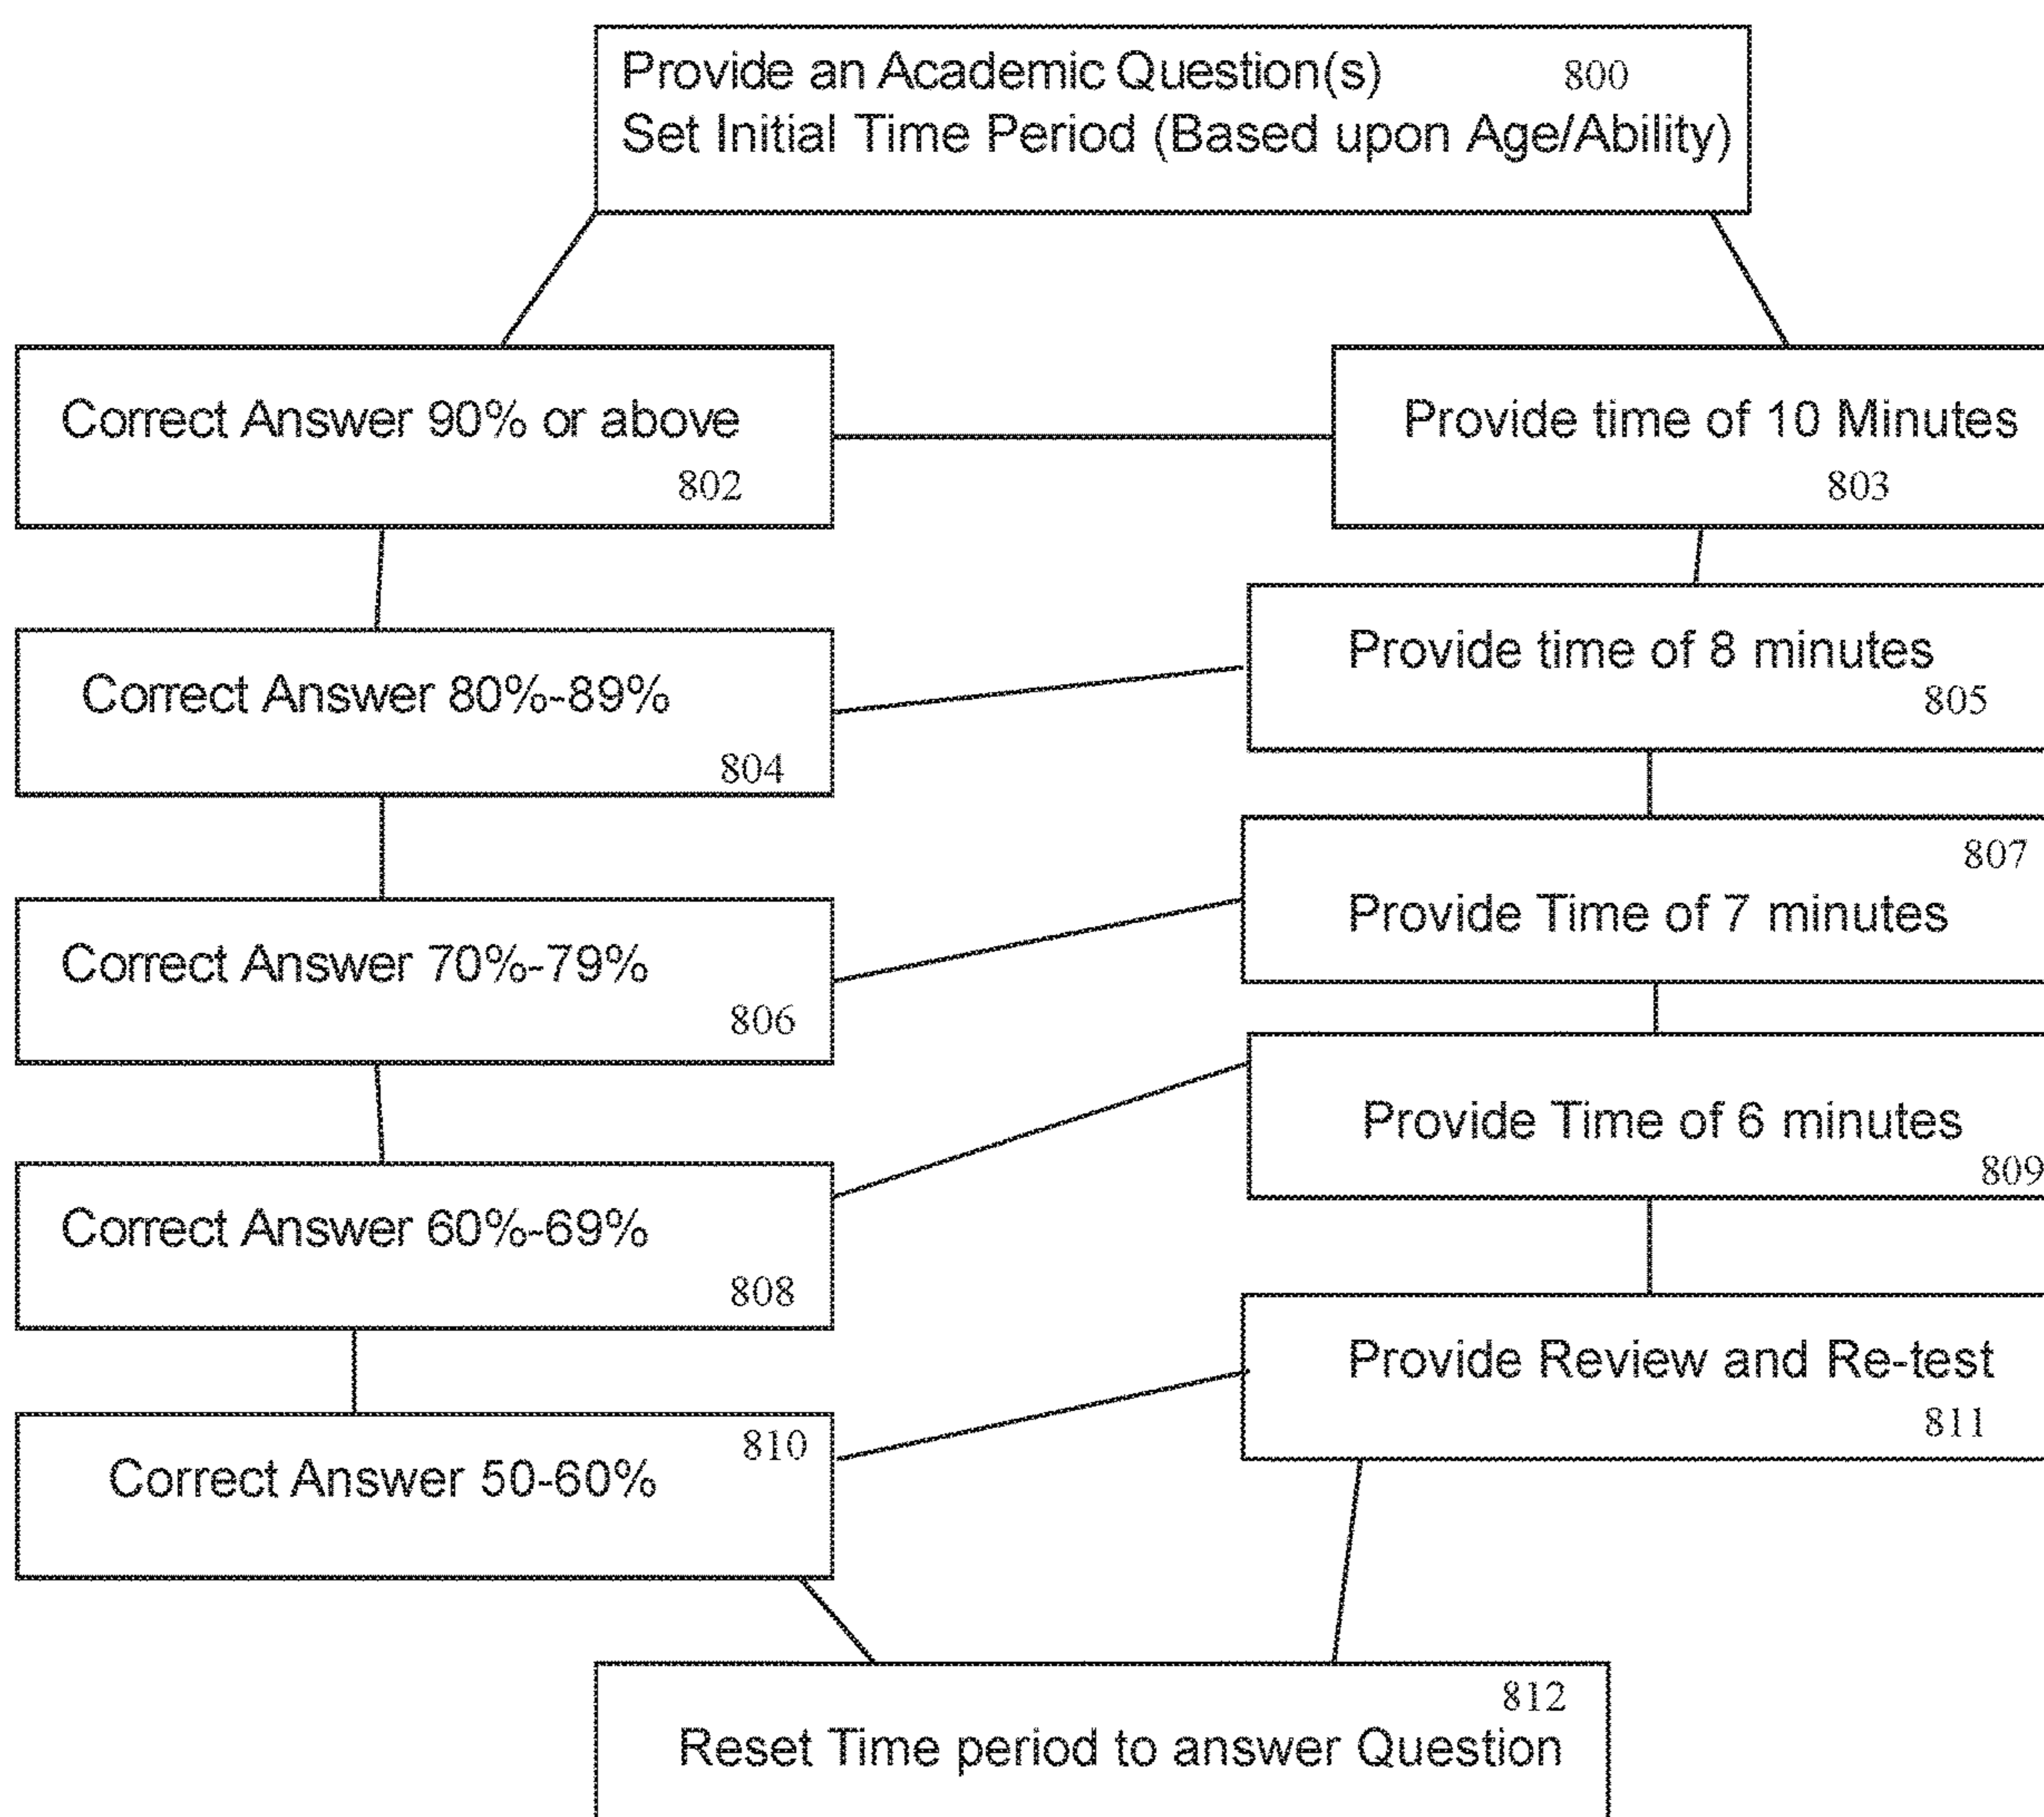 Provide an Academic Question(s) 800
Set Initial Time Period (Based upon Age/Ability)
Correct Answer 90% or above
802
Provide time of 10 Minutes
803
Correct Answer 80%-89%
804
Provide time of 8 minutes
805
Correct Answer 70%-79%
806
807
Provide Time of 7 minutes
Correct Answer 60%-69%
808
Provide Time of 6 minutes
809
810
Correct Answer 50-60%
Provide Review and Re-test
811
812
Reset Time period to answer Question